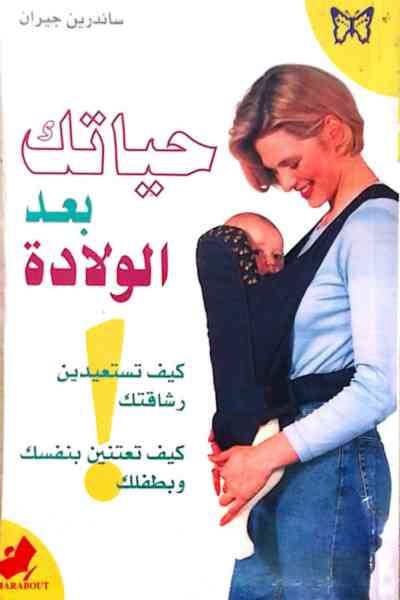 ساندرين جيران
حياتك
بعد
الولادة
!
كيف تستعيدين
رشاقتك
كيف تعتنين بنفسك
وبطفلك
MARABOUT